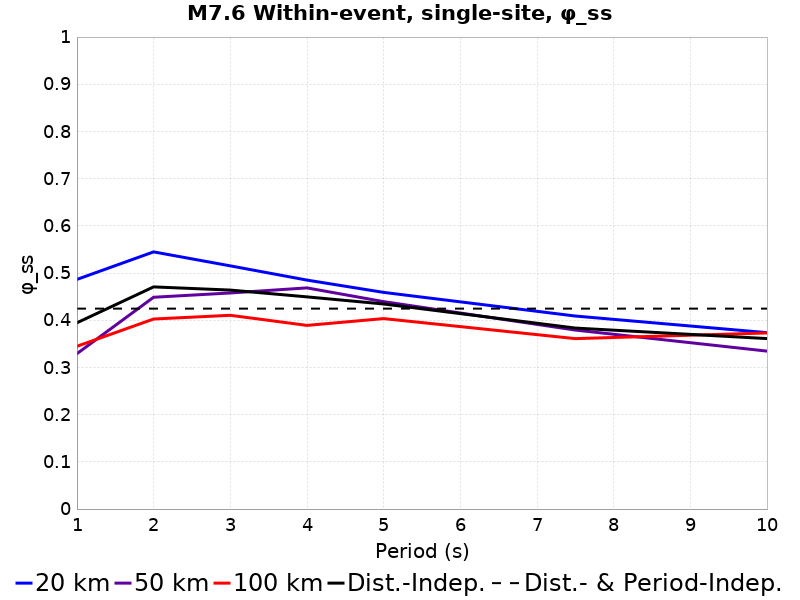 M7.6 Within-event, single-site, φ_ss
1
0.9
0.8
0.7
0.6
0.5
0.4
0.3
0.2
0.1
0
φ_ss
1 2 3 4 5 6 7 8 9 10
Period (s)
20 km 50 km 100 km Dist.-Indep. Dist.- & Period-Indep.